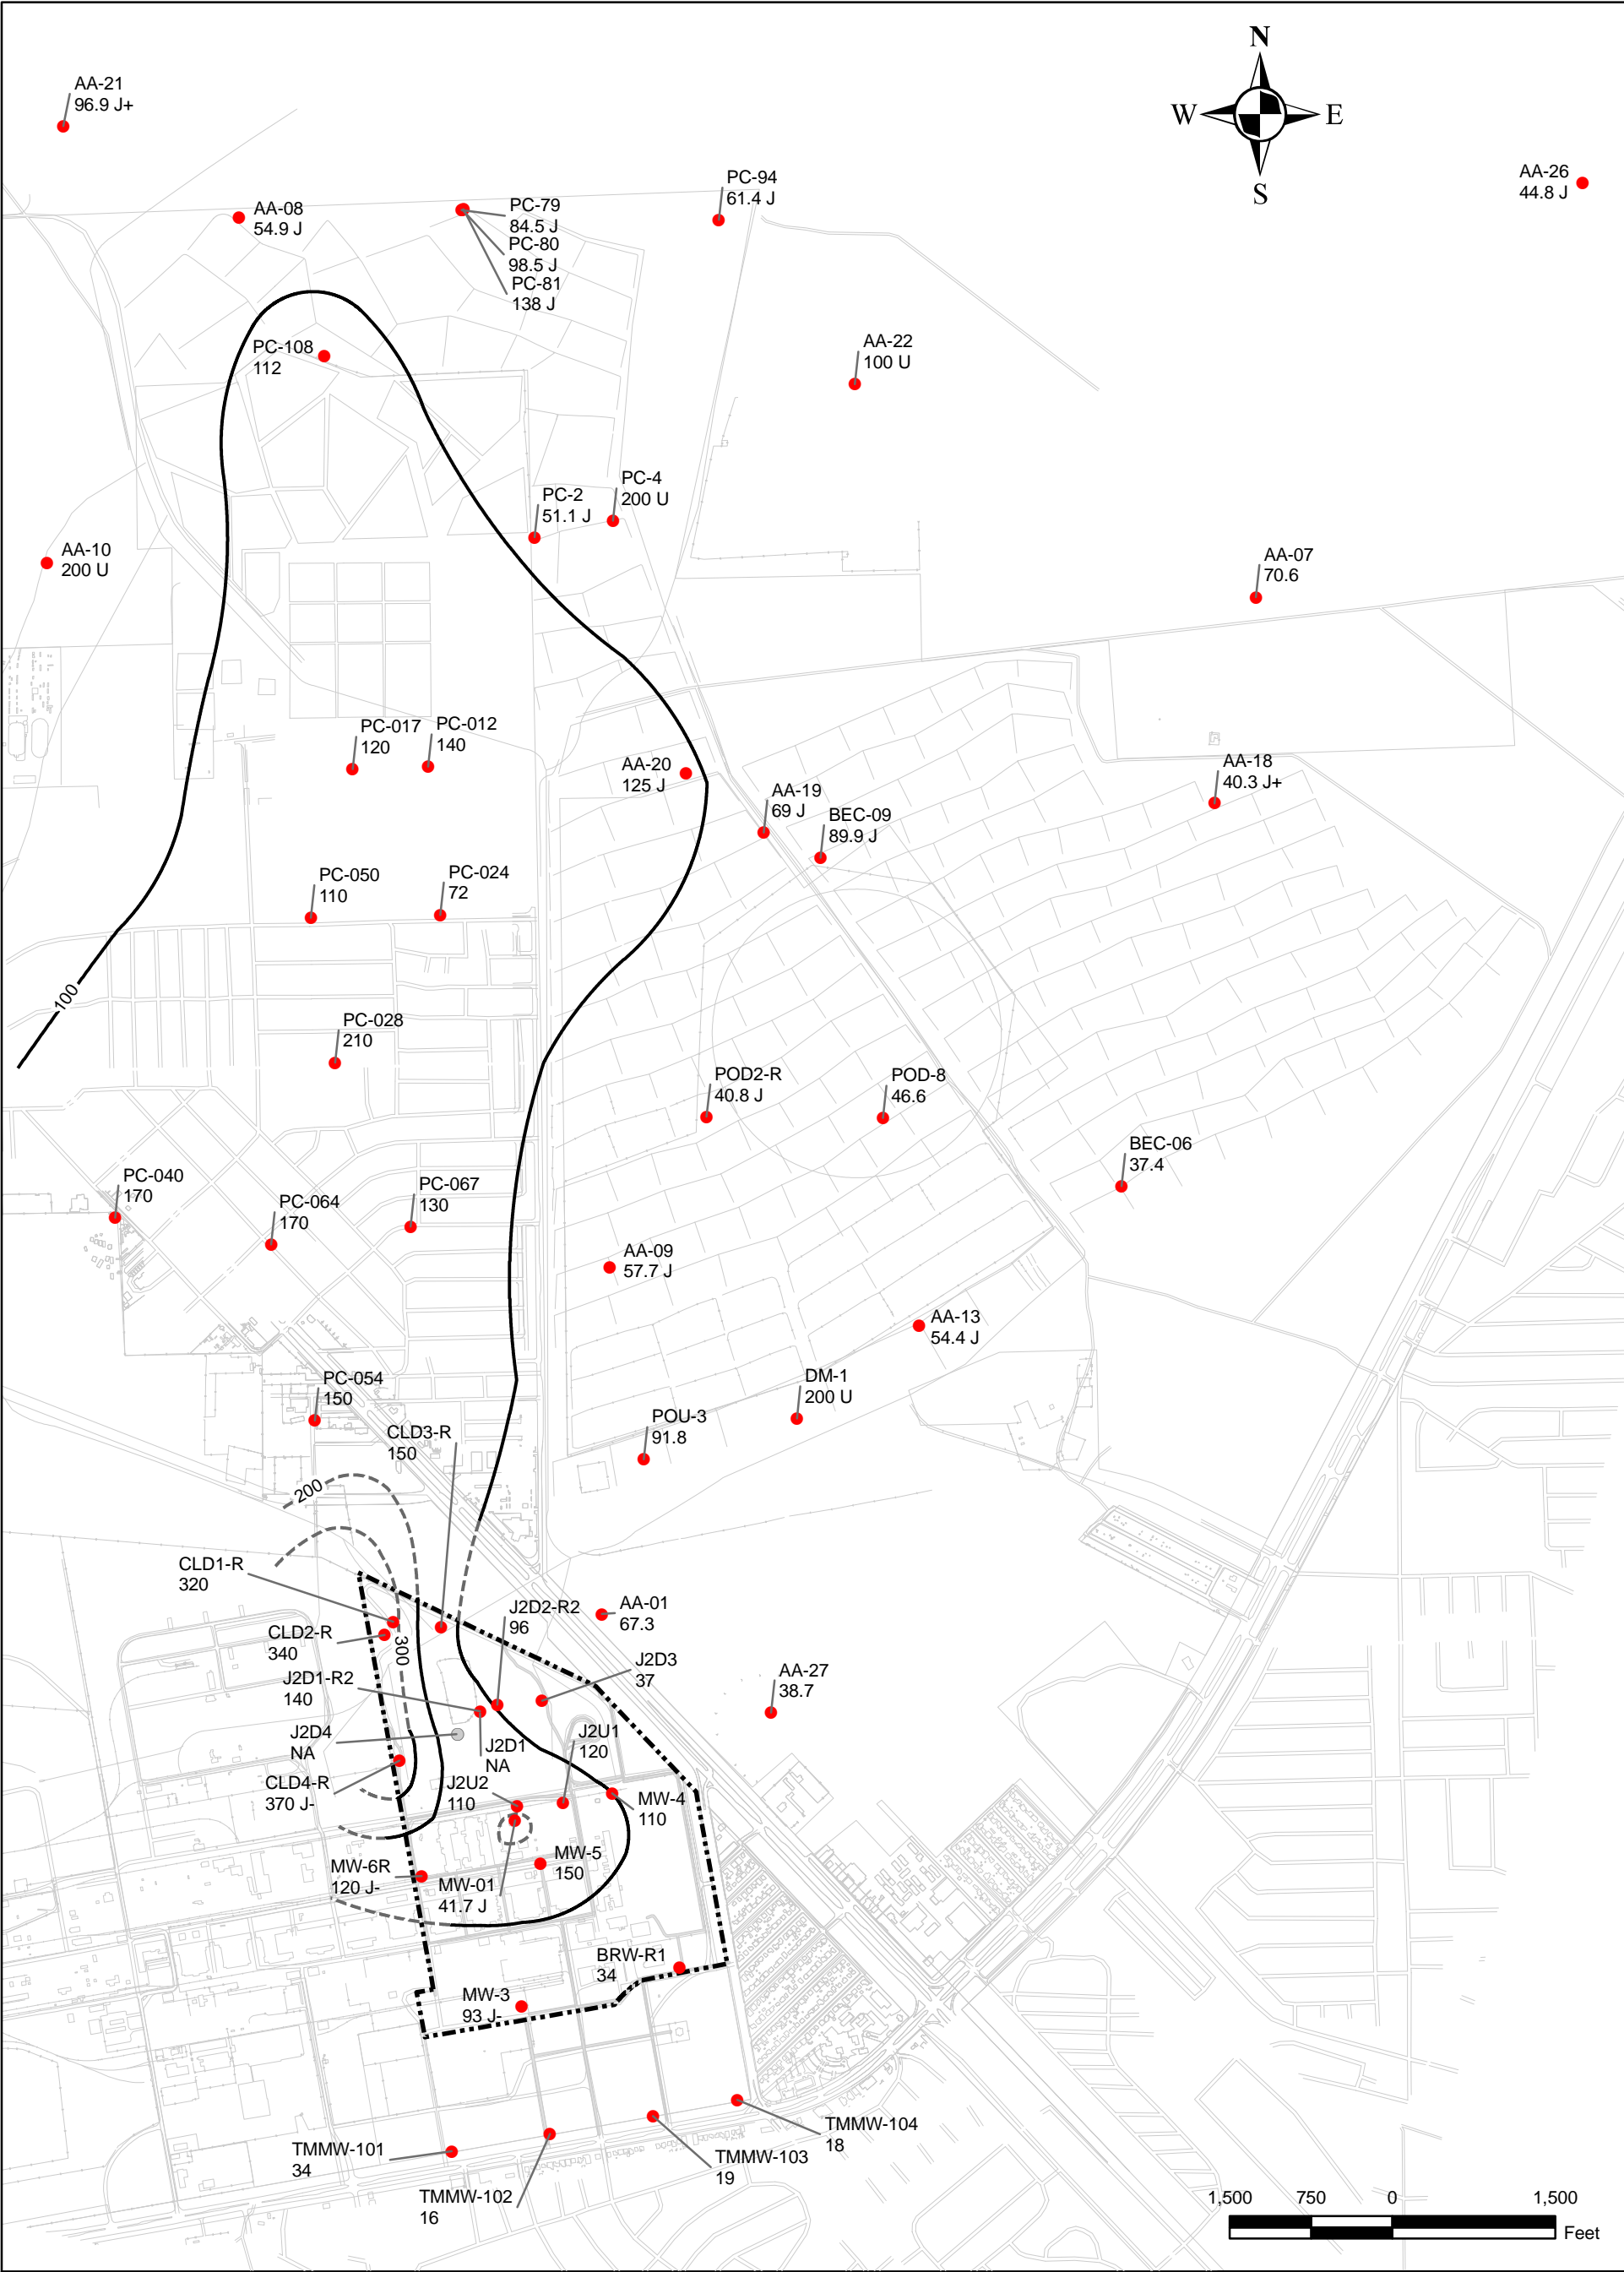 N
W
E
S
AA-21
96.9 J+
AA-26
44.8 J
PC-94
61.4 J
AA-08
54.9 J
PC-79
84.5 J
PC-80
98.5 J
PC-81
138 J
PC-108
112
AA-22
100 U
PC-2
51.1 J
PC-4
200 U
AA-10
200 U
AA-07
70.6
PC-017
120
PC-012
140
AA-20
125 J
AA-19
69 J
BEC-09
89.9 J
AA-18
40.3 J+
PC-050
110
PC-024
72
100
PC-028
210
POD2-R
40.8 J
POD-8
46.6
BEC-06
37.4
PC-040
170
PC-064
170
PC-067
130
AA-09
57.7 J
AA-13
54.4 J
DM-1
200 U
PC-054
150
CLD3-R
150
POU-3
91.8
200
CLD1-R
320
J2D2-R2
96
AA-01
67.3
CLD2-R
340
300
J2D3
37
J2D1-R2
140
AA-27
38.7
J2D4
NA
J2D1
NA
J2U1
120
CLD4-R
370 J-
J2U2
110
MW-4
110
MW-5
150
MW-6R
120 J-
MW-01
41.7 J
BRW-R1
34
MW-3
93 J-
TMMW-101
34
TMMW-102
16
TMMW-103
19
TMMW-104
18
1,500 750 0 1,500
Feet